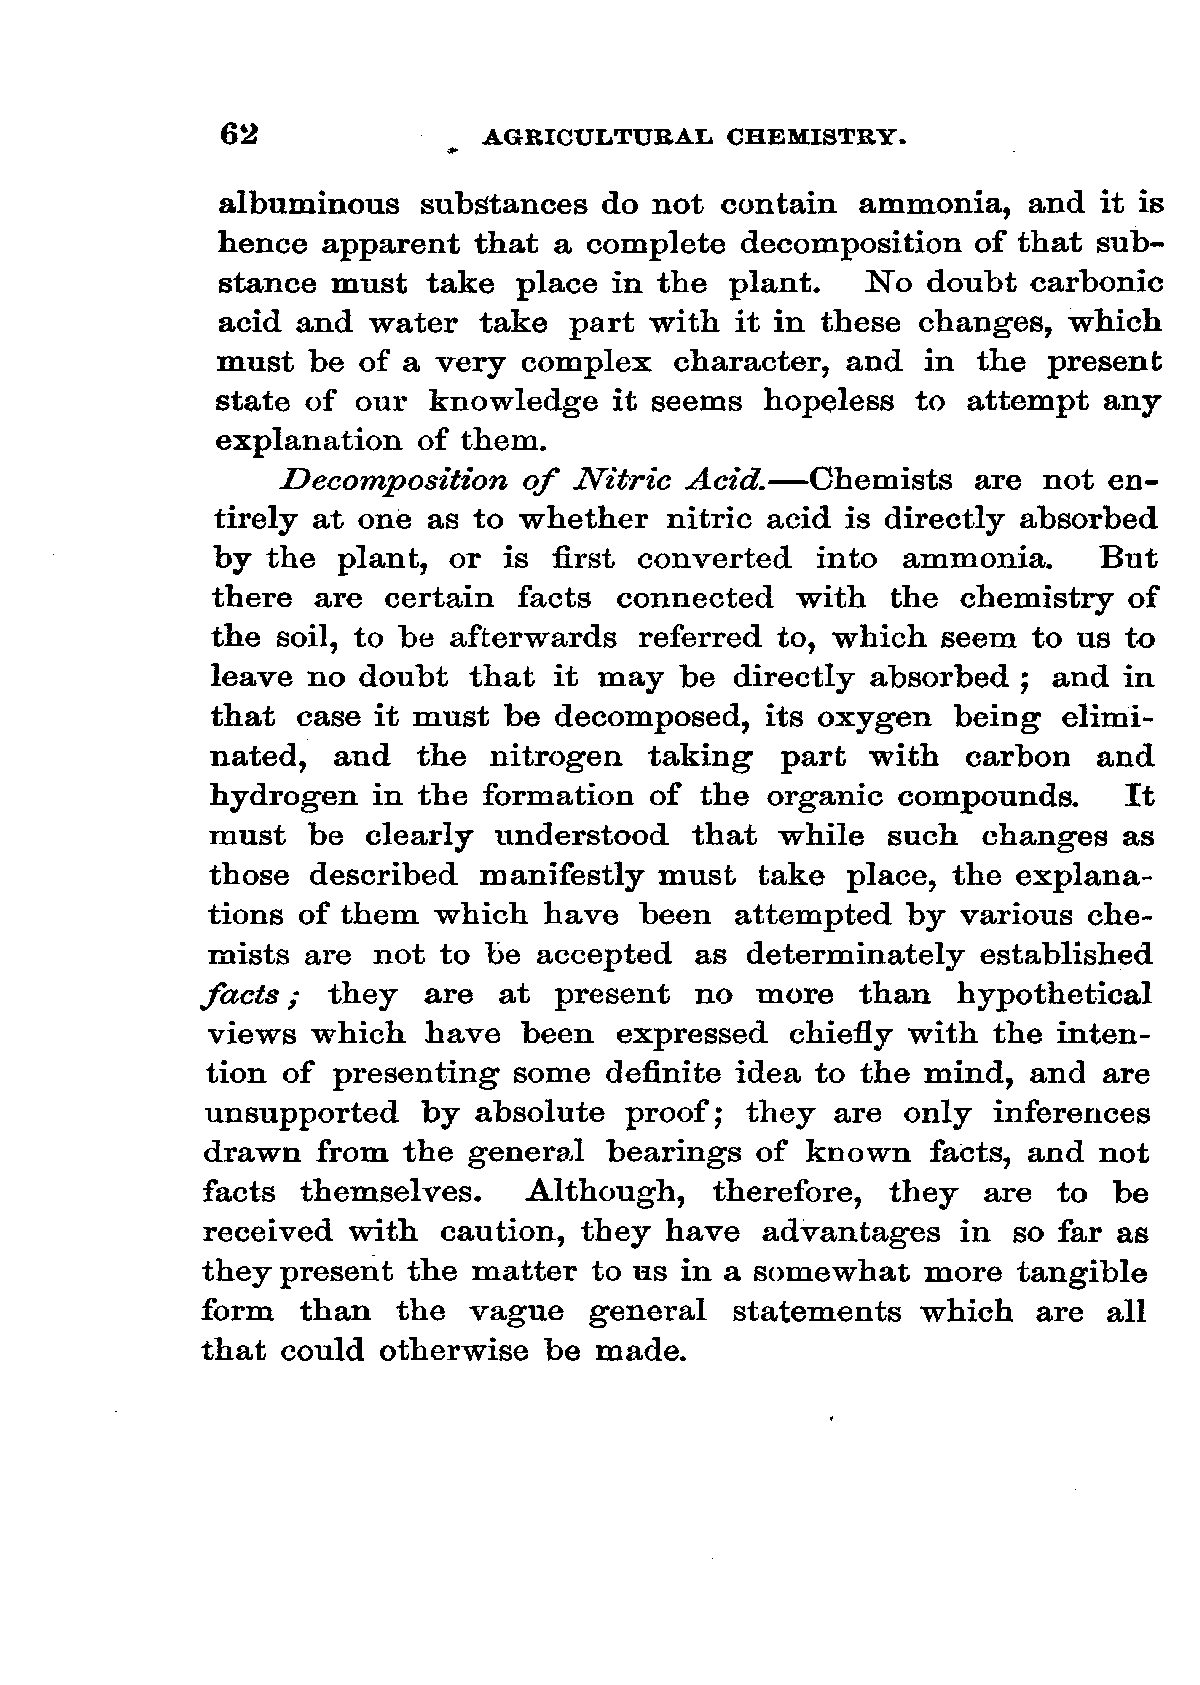 62 AGRICULTURAL CHEMISTRY.
albuminous substances do not contain ammonia, and it is
hence apparent that a complete decomposition of that sub-
stance must take place in the plant. No doubt carbonic
acid and water take part with it in these changes, which
must be of a very complex character, and in the present
state of our knowledge it seems hopeless to attempt any
explanation of them.
Decomposition of Nitric Acid.—Chemists are not en-
tirely at one as to whether nitric acid is directly absorbed
by the plant, or is first converted into ammonia. But
there are certain facts connected with the chemistry of
the soil, to be afterwards referred to, which seem to us to
leave no doubt that it may be directly absorbed ; and in
that case it must be decomposed, its oxygen being elimi-
nated, and the nitrogen taking part with carbon and
hydrogen in the formation of the organic compounds. It
must be clearly understood that while such changes as
those described manifestly must take place, the explana-
tions of them which have been attempted by various che-
mists are not to be accepted as determinately established
facts ; they are at present no more than hypothetical
views which have been expressed chiefly with the inten-
tion of presenting some definite idea to the mind, and are
unsupported by absolute proof; they are only inferences
drawn from the general bearings of known facts, and not
facts themselves. Although, therefore, they are to be
received with caution, they have advantages in so far as
they present the matter to us in a somewhat more tangible
form than the vague general statements which are all
that could otherwise be made.